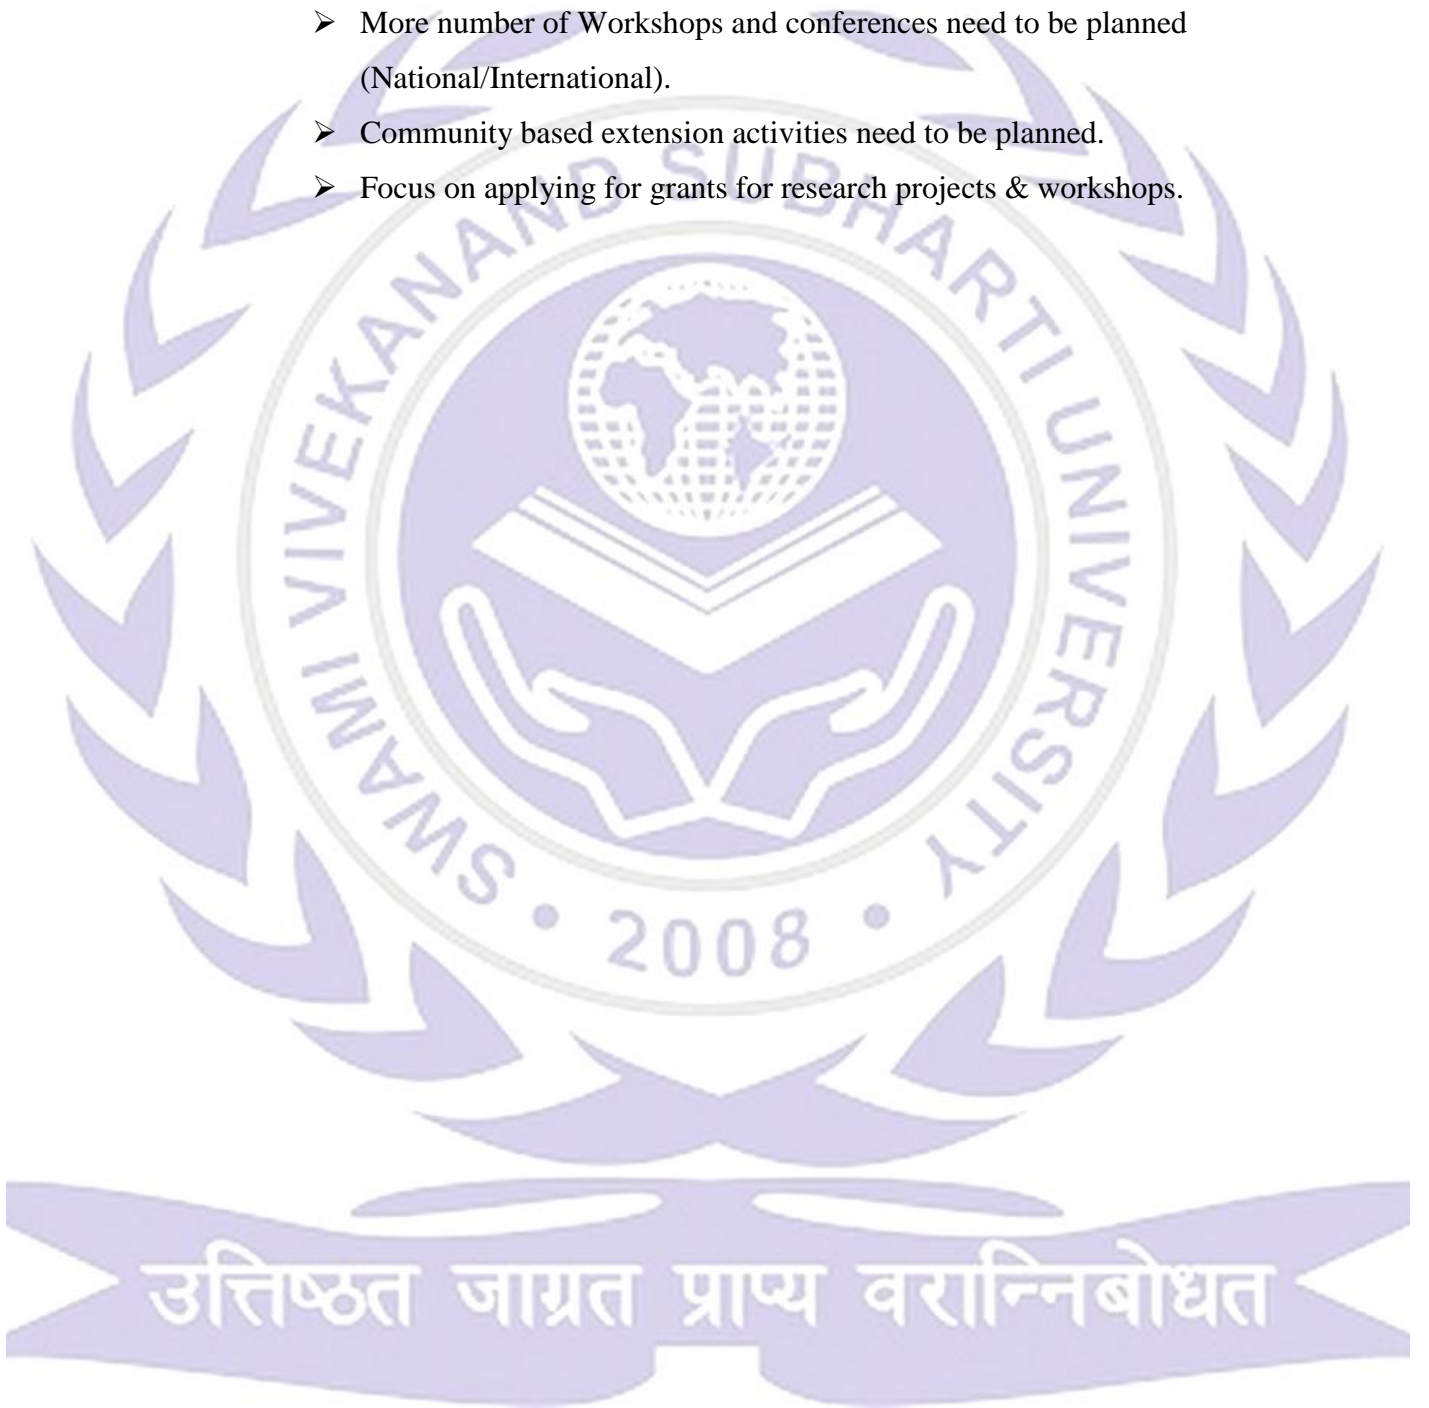 ➢ More number of Workshops and conferences need to be planned
(National/International).
➢ Community based extension activities need to be planned.
➢ Focus on applying for grants for research projects & workshops.
SWAMI VIVEKANAND SUBHARTI UNIVERSITY
• 2008 •
उत्तिष्ठत जाग्रत प्राप्य वरान्निबोधत